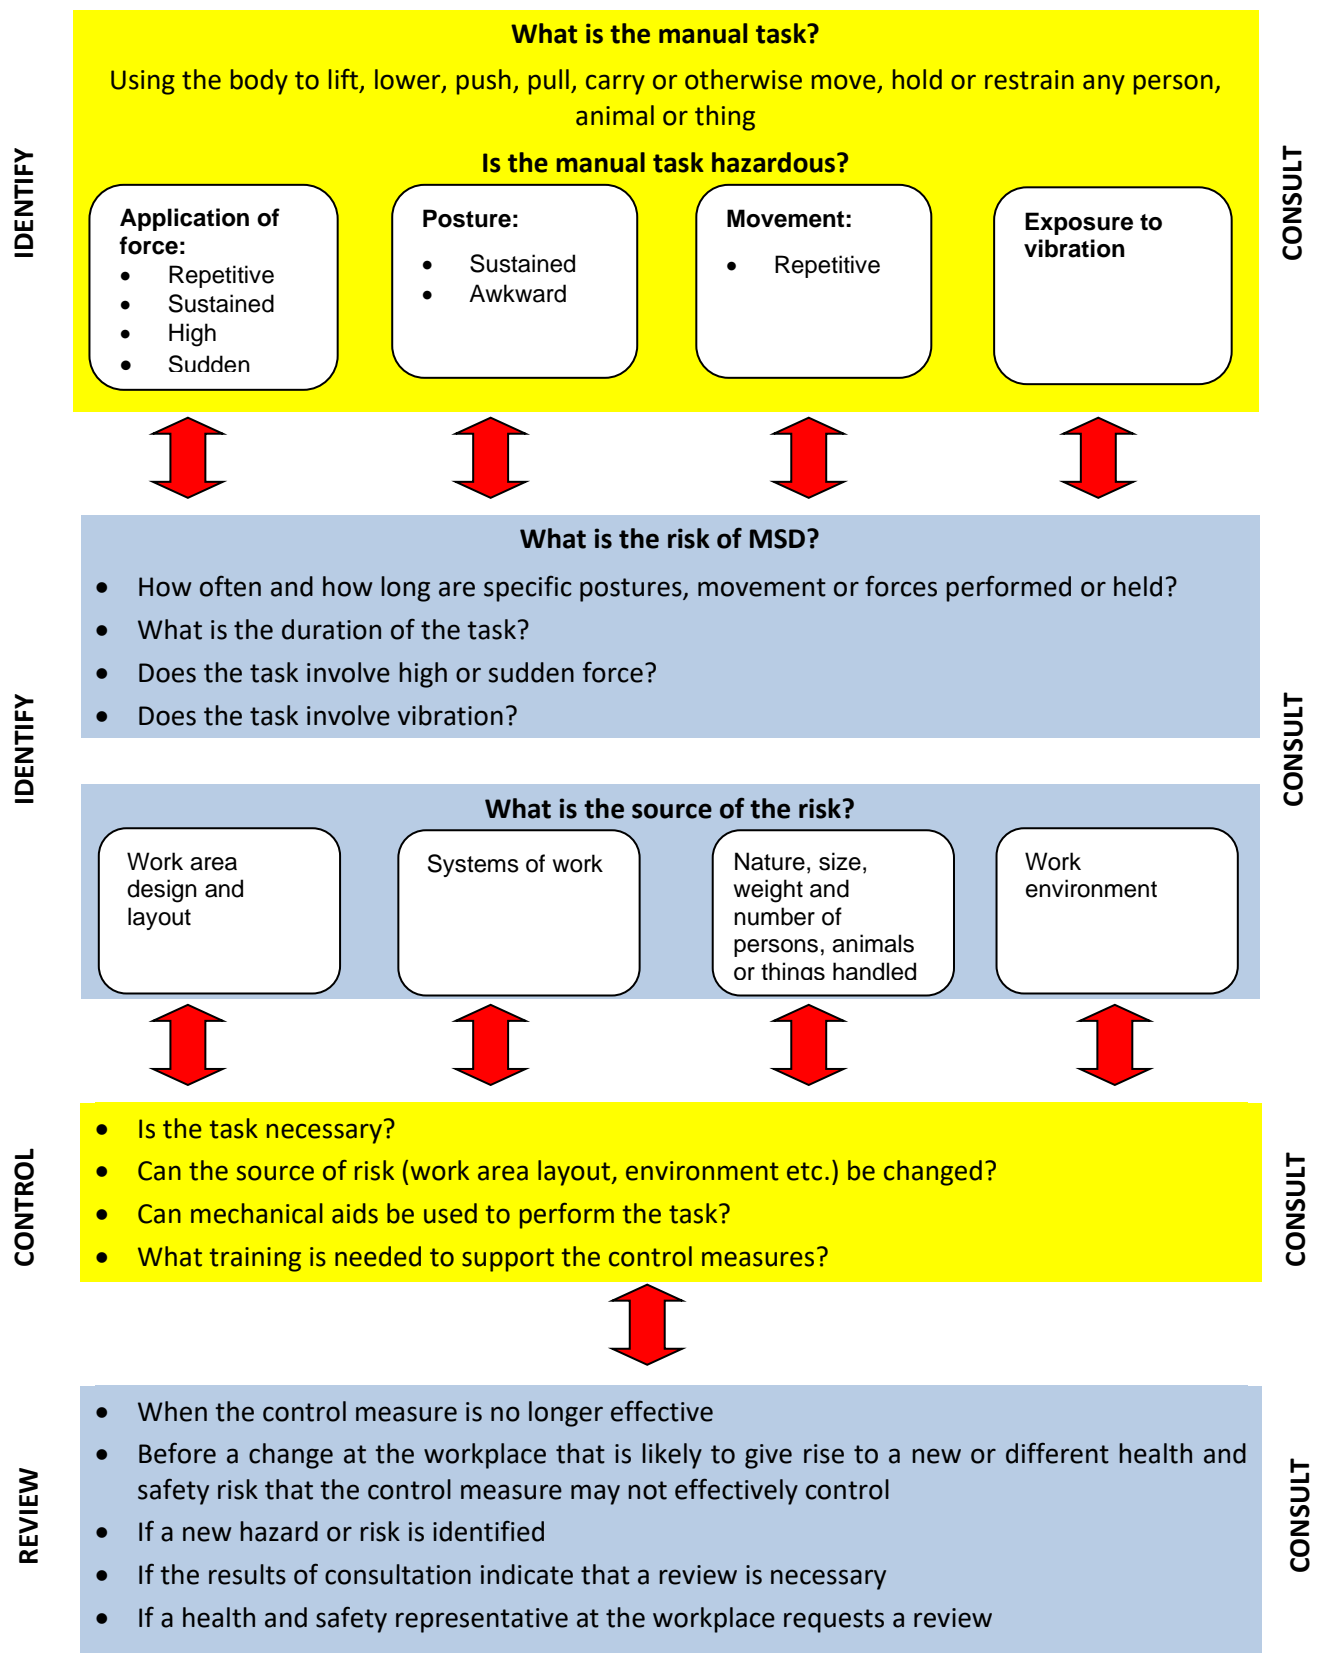 What is the manual task?
Using the body to lift, lower, push, pull, carry or otherwise move, hold or restrain any person,
animal or thing
Is the manual task hazardous?
IDENTIFY
CONSULT
Application of
force:
• Repetitive
• Sustained
• High
• Sudden
Posture:
• Sustained
• Awkward
Movement:
• Repetitive
Exposure to
vibration
What is the risk of MSD?
• How often and how long are specific postures, movement or forces performed or held?
• What is the duration of the task?
• Does the task involve high or sudden force?
• Does the task involve vibration?
IDENTIFY
CONSULT
What is the source of the risk?
Work area
design and
layout
Systems of work
Nature, size,
weight and
number of
persons, animals
or things handled
Work
environment
• Is the task necessary?
• Can the source of risk (work area layout, environment etc.) be changed?
• Can mechanical aids be used to perform the task?
• What training is needed to support the control measures?
CONTROL
CONSULT
• When the control measure is no longer effective
• Before a change at the workplace that is likely to give rise to a new or different health and
safety risk that the control measure may not effectively control
• If a new hazard or risk is identified
• If the results of consultation indicate that a review is necessary
• If a health and safety representative at the workplace requests a review
REVIEW
CONSULT